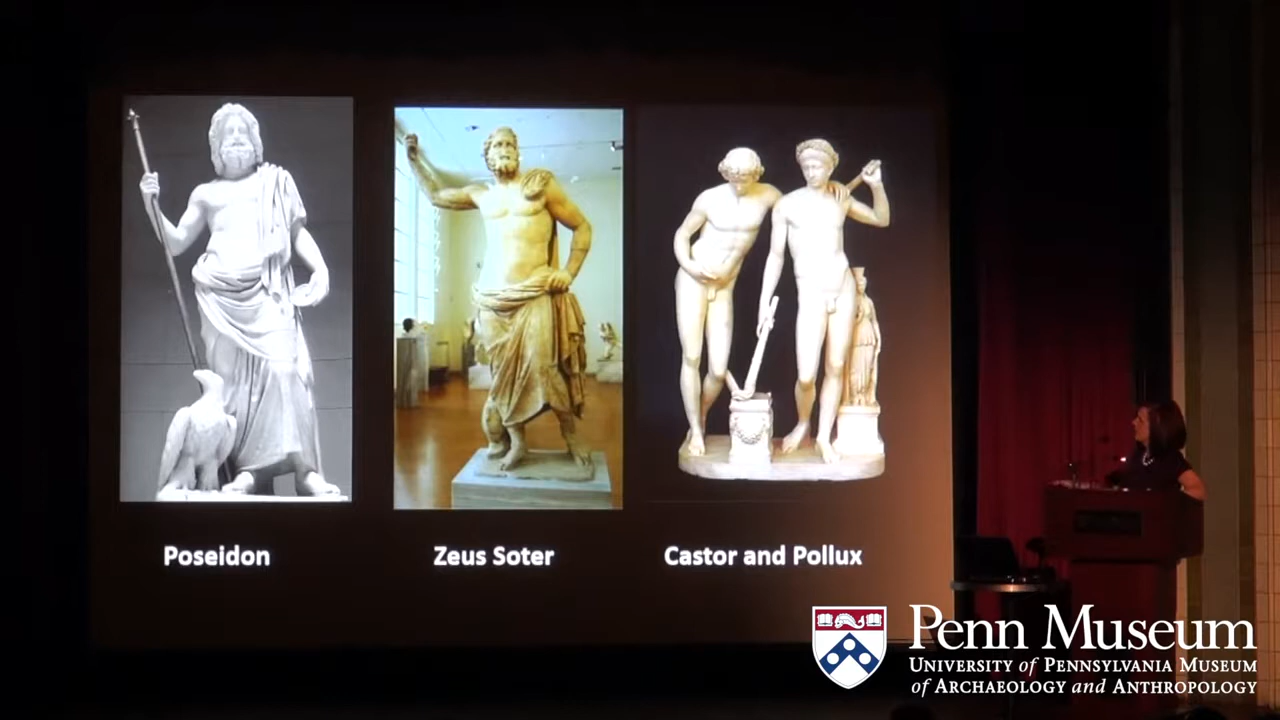 Poseidon
Zeus Soter
Castor and Pollux
Penn Museum
UNIVERSITY of PENNSYLVANIA MUSEUM
of ARCHAEOLOGY and ANTHROPOLOGY